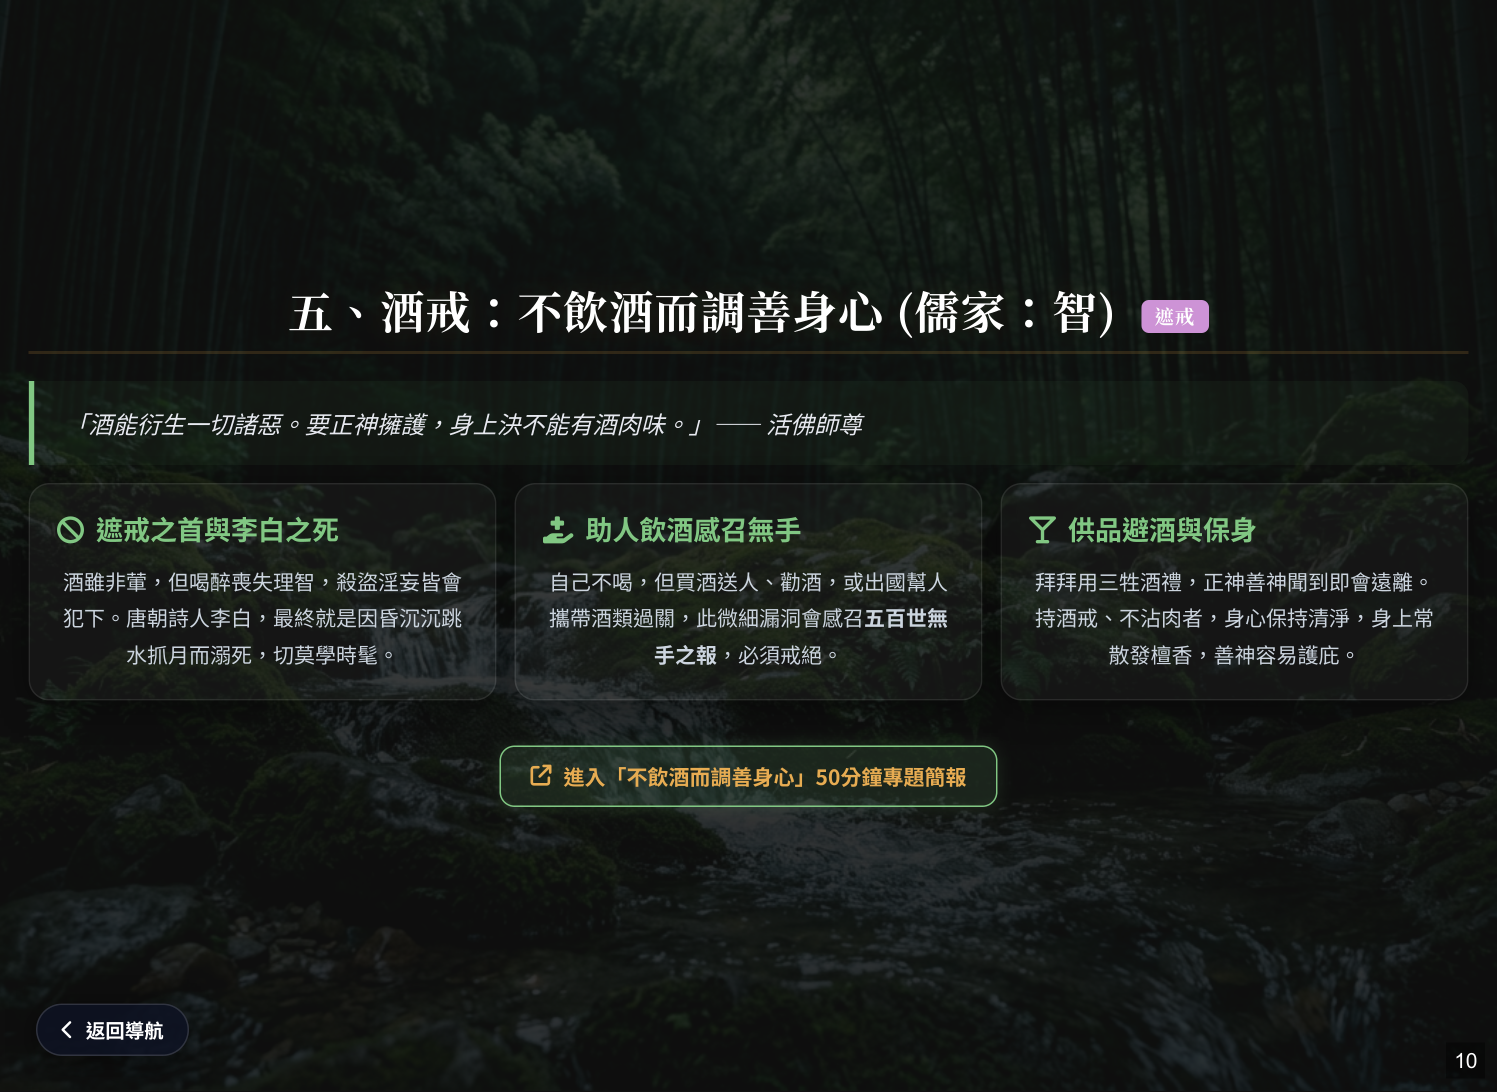 五、酒戒：不飲酒而調善身心 (儒家：智) 遮戒
「酒能衍生一切諸惡。要正神擁護，身上決不能有酒肉味。」—— 活佛師尊
遮戒之首與李白之死
酒雖非葷，但喝醉喪失理智，殺盜淫妄皆會
犯下。唐朝詩人李白，最終就是因昏沉沉跳
水抓月而溺死，切莫學時髦。
助人飲酒感召無手
自己不喝，但買酒送人、勸酒，或出國幫人
攜帶酒類過關，此微細漏洞會感召五百世無
手之報，必須戒絕。
供品避酒與保身
拜拜用三牲酒禮，正神善神聞到即會遠離。
持酒戒、不沾肉者，身心保持清淨，身上常
散發檀香，善神容易護庇。
進入「不飲酒而調善身心」50分鐘專題簡報
返回導航
10